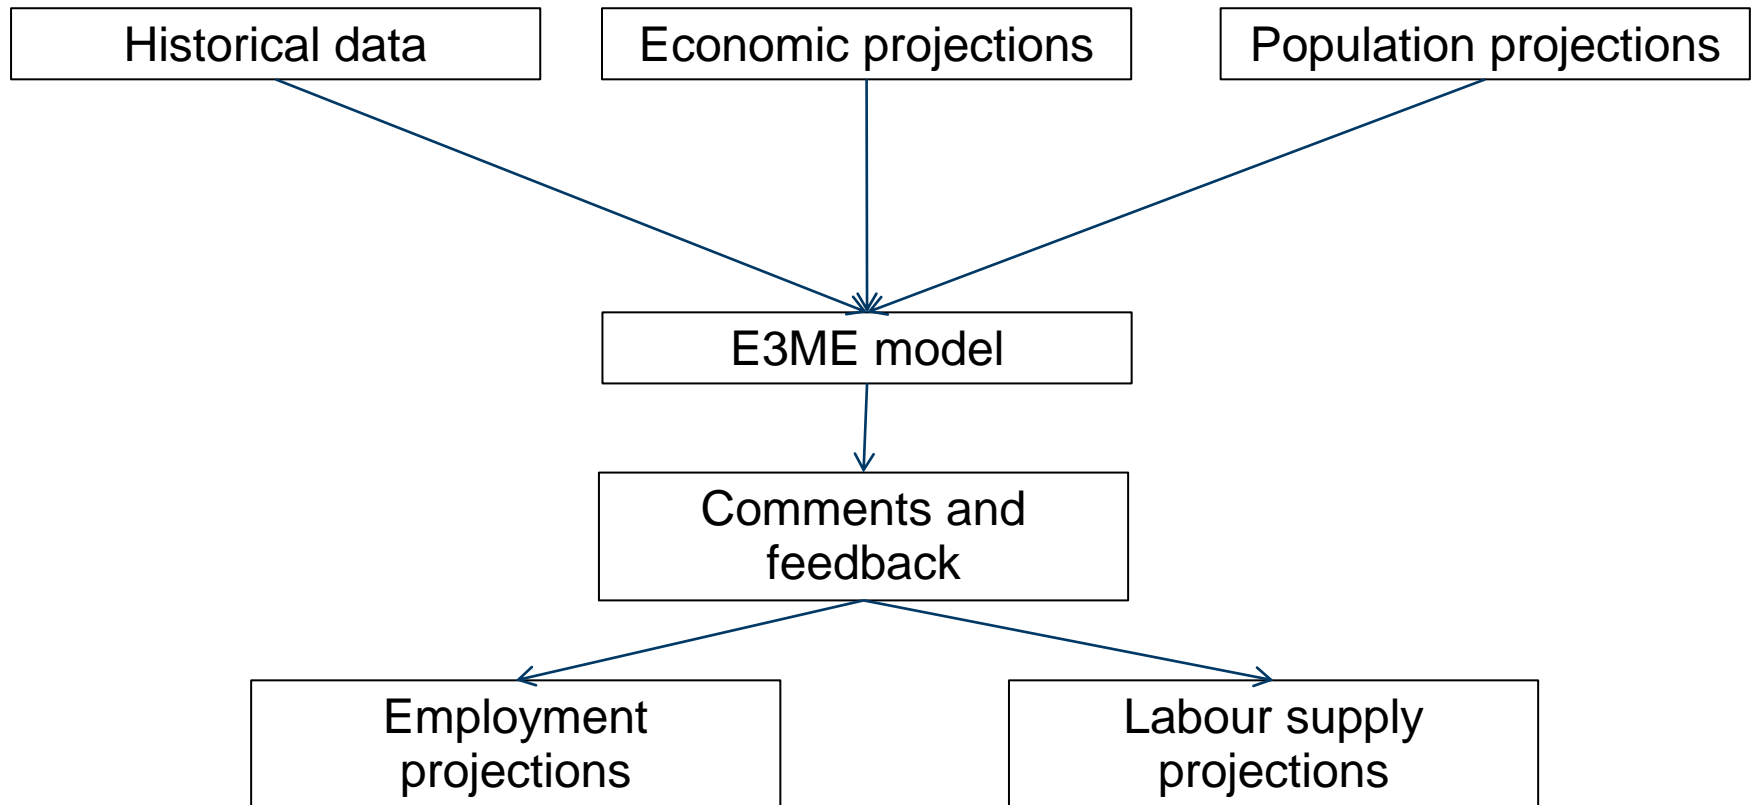 Historical data
Economic projections
Population projections
E3ME model
Comments and
feedback
Employment
projections
Labour supply
projections